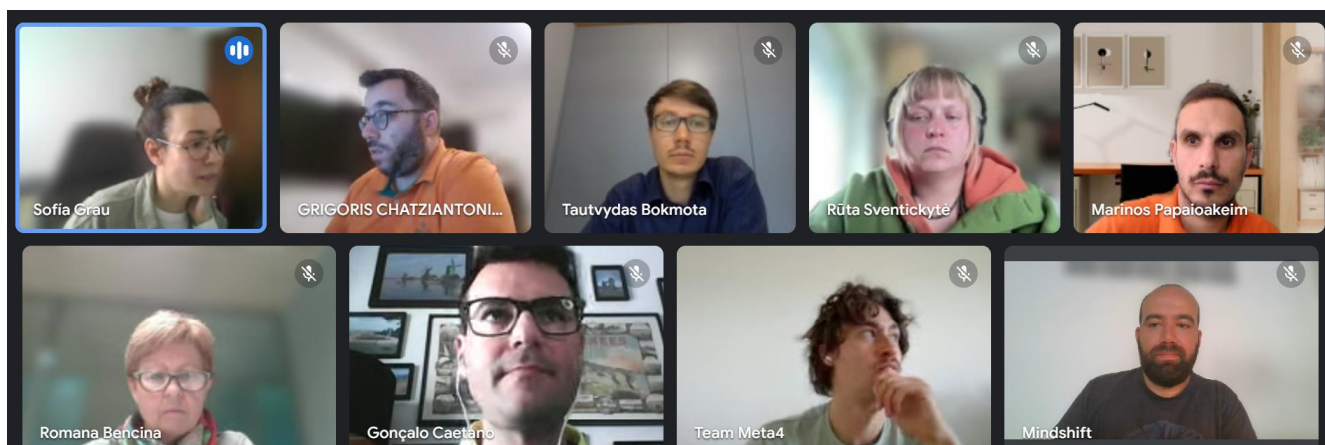 Sofía Grau
GRIGORIS CHATZIANTONI...
Tautvydas Bokmota
Rūta Sventickytė
Marinos Papaioakeim
Romana Bencina
Gonçalo Caetano
Team Meta4
Mindshift